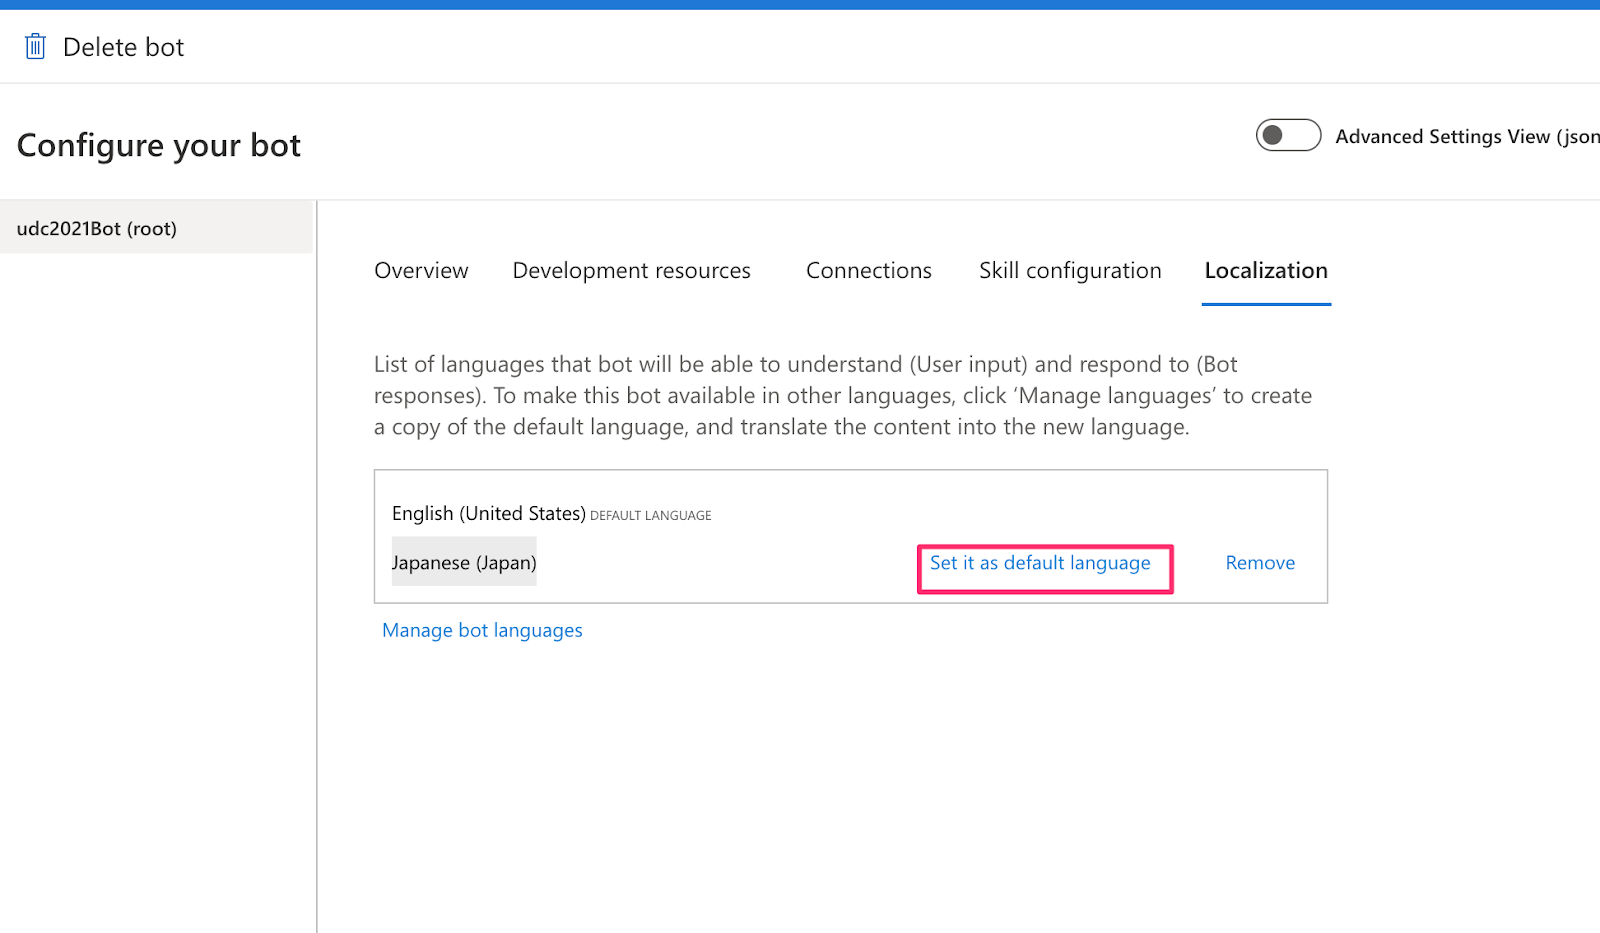 Delete bot
Configure your bot
Advanced Settings View (json
udc2021Bot (root)
Overview Development resources Connections Skill configuration Localization
List of languages that bot will be able to understand (User input) and respond to (Bot
responses). To make this bot available in other languages, click ‘Manage languages’ to create
a copy of the default language, and translate the content into the new language.
English (United States) DEFAULT LANGUAGE
Japanese (Japan) Set it as default language Remove
Manage bot languages